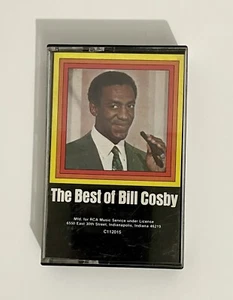 The Best of Bill Cosby
Mfd. for RCA Music Service under License
6550 East 30th Street, Indianapolis, Indiana 46219
C112015